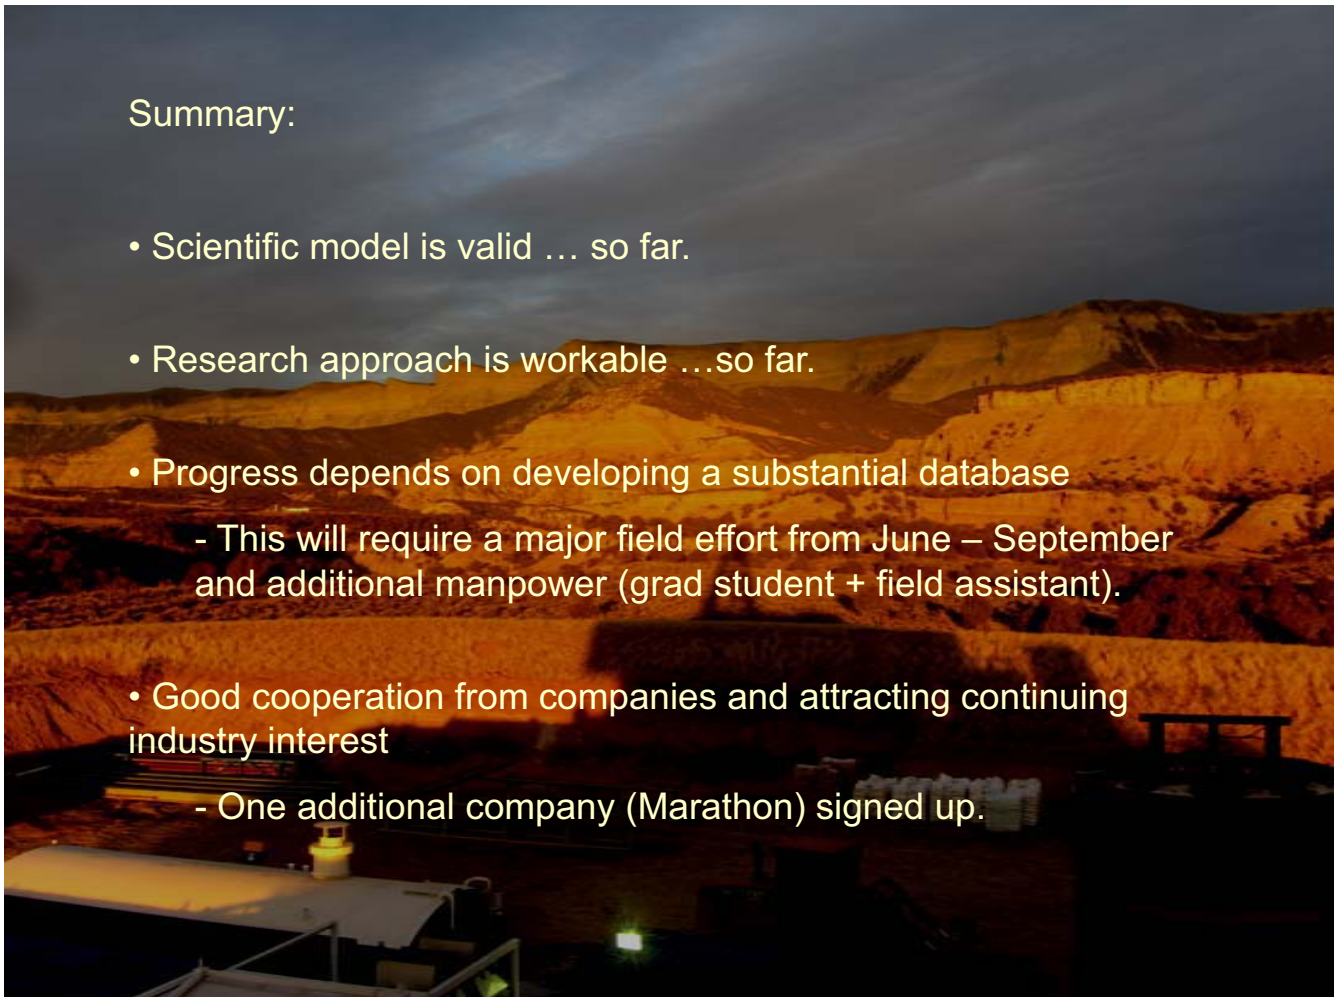 Summary:
• Scientific model is valid … so far.
• Research approach is workable …so far.
• Progress depends on developing a substantial database
- This will require a major field effort from June – September
and additional manpower (grad student + field assistant).
• Good cooperation from companies and attracting continuing
industry interest
- One additional company (Marathon) signed up.